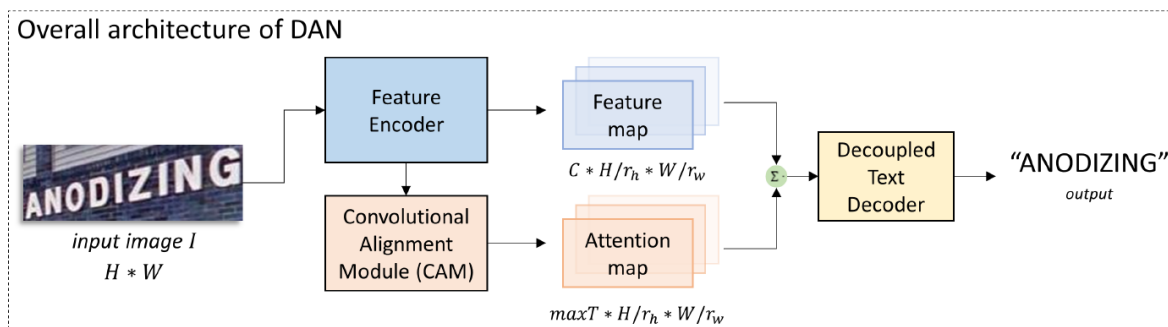 Overall architecture of DAN
ANODIZING
input image I
H * W
Feature
Encoder
Convolutional
Alignment
Module (CAM)
Feature
map
C * H/r_h * W/r_w
Attention
map
maxT * H/r_h * W/r_w
Σ
Decoupled
Text
Decoder
“ANODIZING”
output